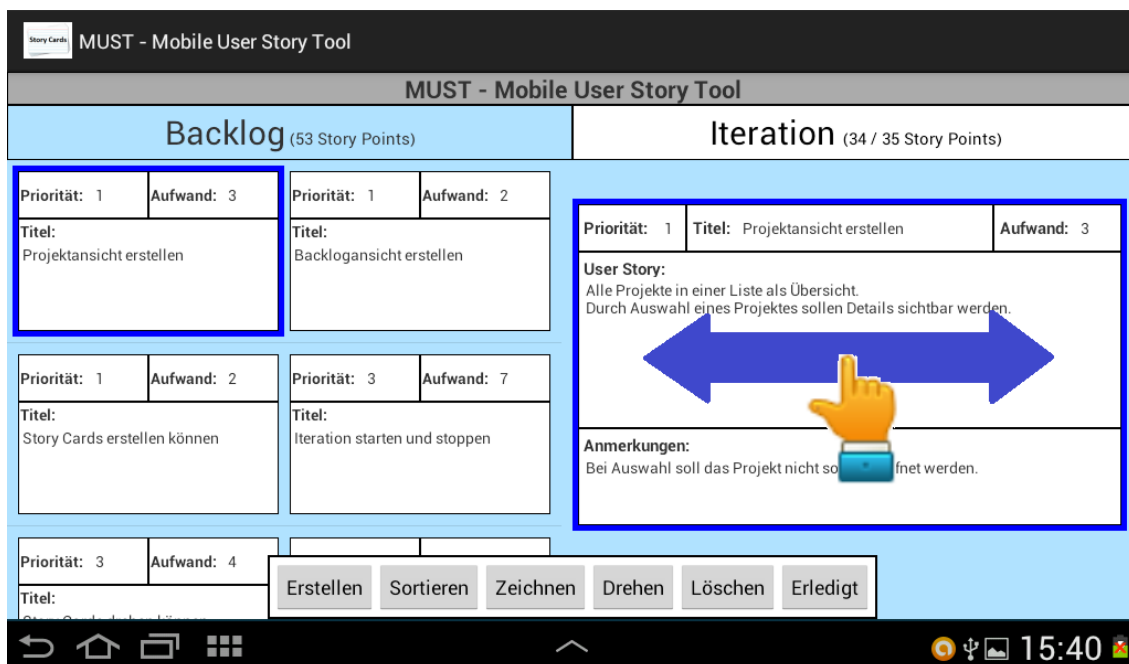 Story Cards MUST - Mobile User Story Tool
MUST - Mobile User Story Tool
Backlog (53 Story Points)
Iteration (34 / 35 Story Points)
Priorität: 1 Aufwand: 3
Titel:
Projektansicht erstellen
Priorität: 1 Aufwand: 2
Titel:
Backlogansicht erstellen
Priorität: 1 Aufwand: 2
Titel:
Story Cards erstellen können
Priorität: 3 Aufwand: 7
Titel:
Iteration starten und stoppen
Priorität: 3 Aufwand: 4
Titel:
Priorität: 1 Titel: Projektansicht erstellen Aufwand: 3
User Story:
Alle Projekte in einer Liste als Übersicht.
Durch Auswahl eines Projektes sollen Details sichtbar werden.
Anmerkungen:
Bei Auswahl soll das Projekt nicht so fnet werden.
Erstellen Sortieren Zeichnen Drehen Löschen Erledigt
15:40